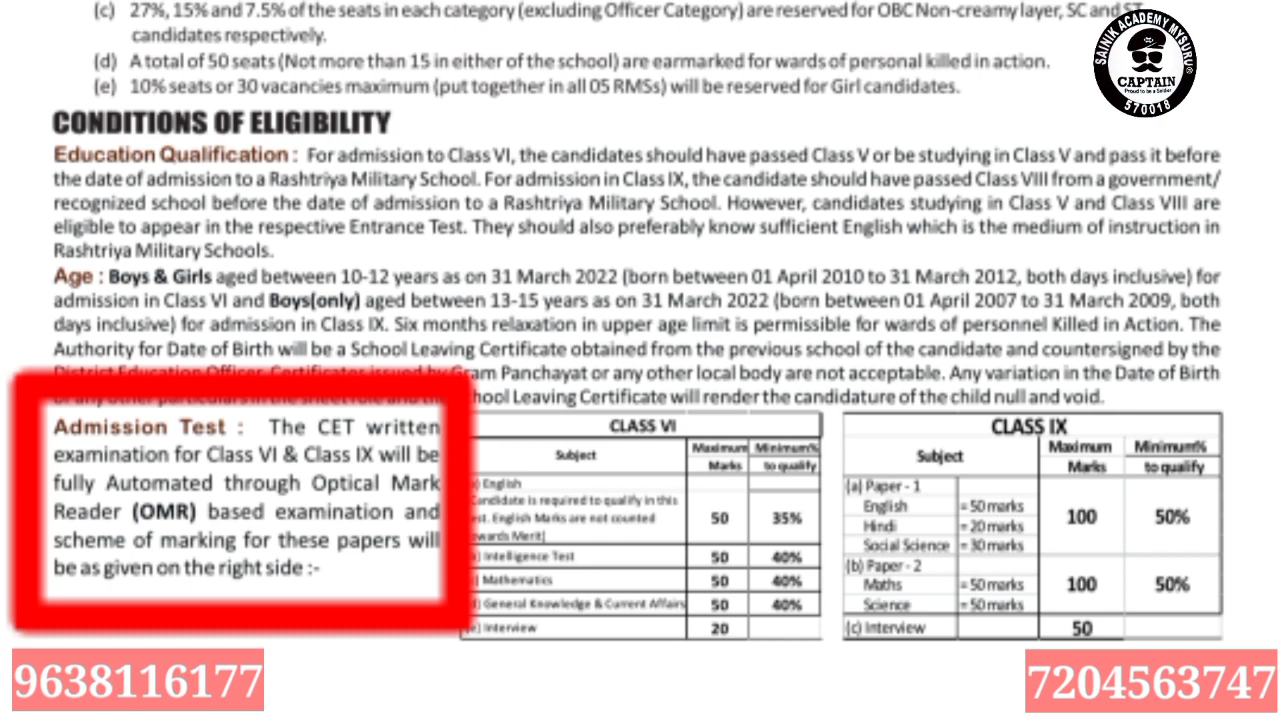 (c) 27%, 15% and 7.5% of the seats in each category (excluding Officer Category) are reserved for OBC Non-creamy layer, SC and ST
candidates respectively.
(d) A total of 50 seats (Not more than 15 in either of the school) are earmarked for wards of personal killed in action.
(e) 10% seats or 30 vacancies maximum (put together in all 05 RMSs) will be reserved for Girl candidates.
SAINIK ACADEMY MYSURU®
CAPTAIN
Proud to be a Soldier
570018
CONDITIONS OF ELIGIBILITY
Education Qualification : For admission to Class VI, the candidates should have passed Class V or be studying in Class V and pass it before
the date of admission to a Rashtriya Military School. For admission in Class IX, the candidate should have passed Class VIII from a government/
recognized school before the date of admission to a Rashtriya Military School. However, candidates studying in Class V and Class VIII are
eligible to appear in the respective Entrance Test. They should also preferably know sufficient English which is the medium of instruction in
Rashtriya Military Schools.
Age : Boys & Girls aged between 10-12 years as on 31 March 2022 (born between 01 April 2010 to 31 March 2012, both days inclusive) for
admission in Class VI and Boys(only) aged between 13-15 years as on 31 March 2022 (born between 01 April 2007 to 31 March 2009, both
days inclusive) for admission in Class IX. Six months relaxation in upper age limit is permissible for wards of personnel Killed in Action. The
Authority for Date of Birth will be a School Leaving Certificate obtained from the previous school of the candidate and countersigned by the
District Education Officer. Certificates issued by Gram Panchayat or any other local body are not acceptable. Any variation in the Date of Birth
School Leaving Certificate will render the candidature of the child null and void.
Admission Test : The CET written
examination for Class VI & Class IX will be
fully Automated through Optical Mark
Reader (OMR) based examination and
scheme of marking for these papers will
be as given on the right side :-
CLASS VI
Subject Maximum Marks Minimum% to qualify
) English
Candidate is required to qualify in this
est. English Marks are not counted
owards Merit) 50 35%
) Intelligence Test 50 40%
) Mathematics 50 40%
) General Knowledge & Current Affairs 50 40%
) Interview 20
CLASS IX
Subject Maximum Marks Minimum% to qualify
(a) Paper - 1 100 50%
English = 50 marks
Hindi = 20 marks
Social Science = 30 marks
(b) Paper - 2 100 50%
Maths = 50 marks
Science = 50 marks
(c) Interview 50
9638116177
7204563747